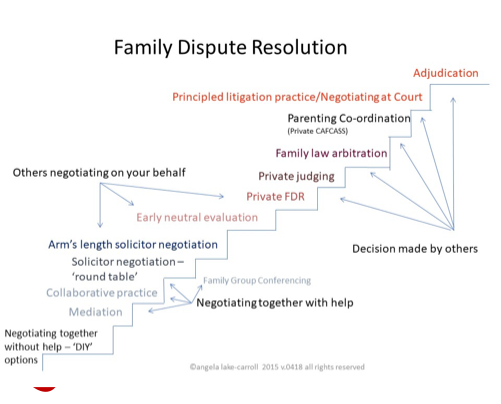 Family Dispute Resolution
Adjudication
Principled litigation practice/Negotiating at Court
Parenting Co-ordination
(Private CAFCASS)
Family law arbitration
Others negotiating on your behalf
Private judging
Private FDR
Early neutral evaluation
Arm's length solicitor negotiation
Decision made by others
Solicitor negotiation –
'round table'
Family Group Conferencing
Collaborative practice
Negotiating together with help
Mediation
Negotiating together
without help – 'DIY'
options
©angela lake-carroll 2015 v.0418 all rights reserved